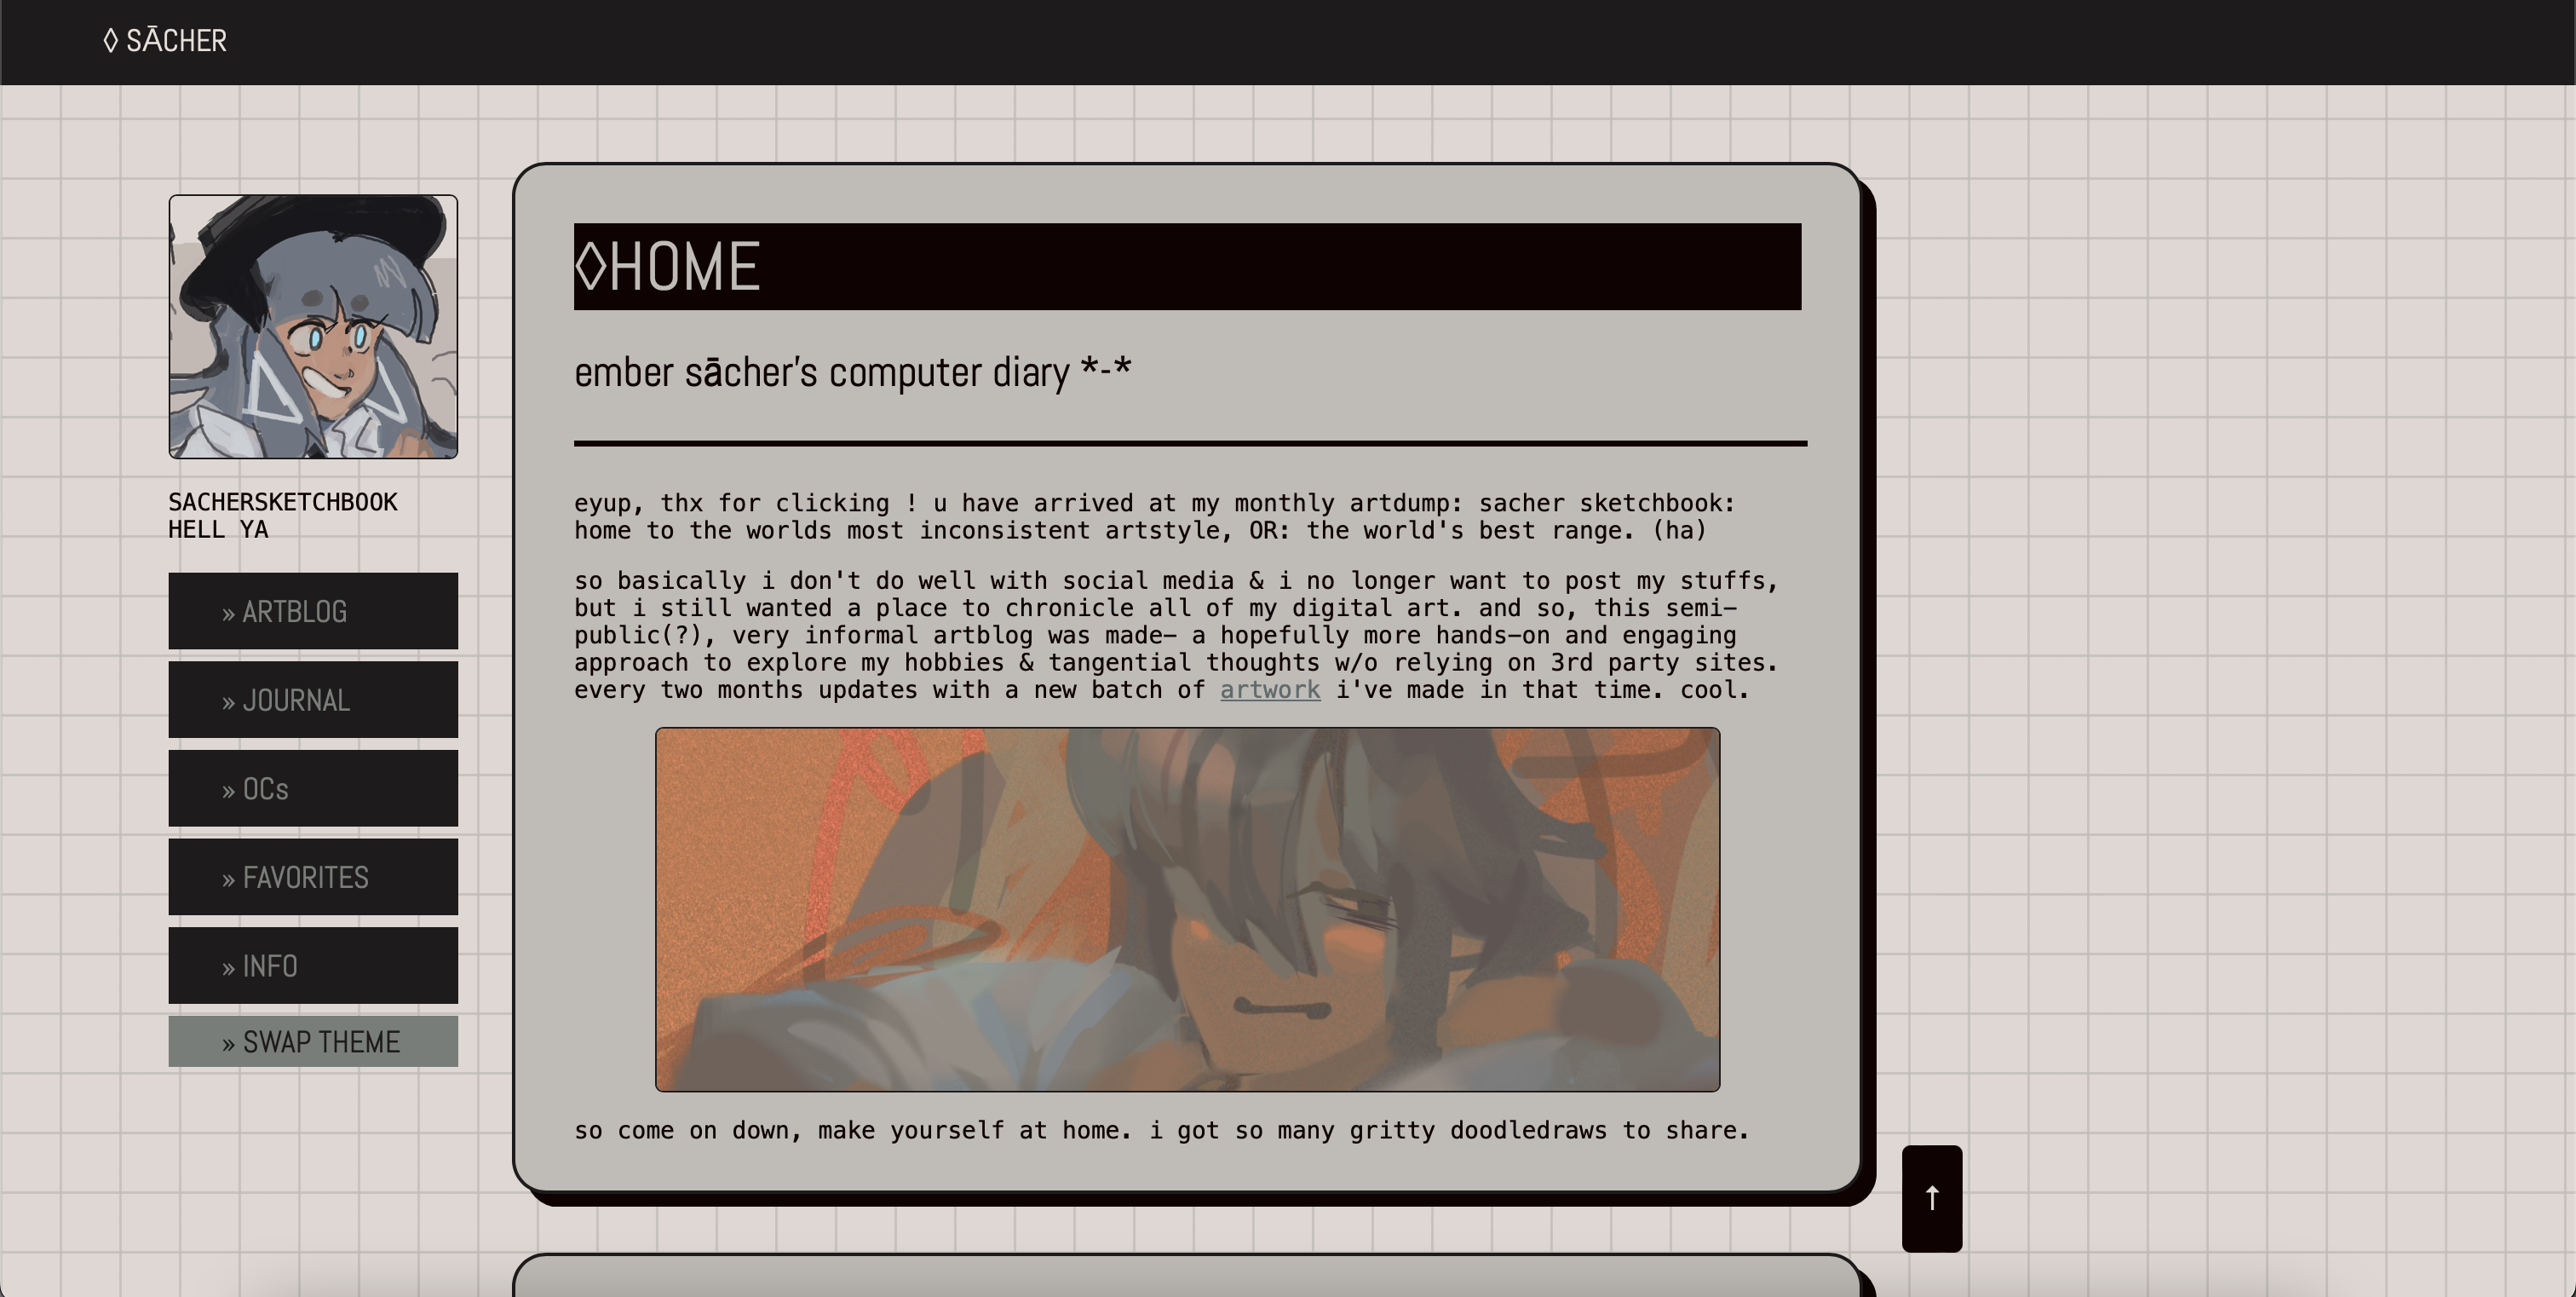 ◊ SĀCHER
SACHERSKETCHBOOK
HELL YA
» ARTBLOG
» JOURNAL
» OCs
» FAVORITES
» INFO
» SWAP THEME
◊HOME
ember sācher's computer diary *-*
eyup, thx for clicking ! u have arrived at my monthly artdump: sacher sketchbook:
home to the worlds most inconsistent artstyle, OR: the world's best range. (ha)
so basically i don't do well with social media & i no longer want to post my stuffs,
but i still wanted a place to chronicle all of my digital art. and so, this semi-
public(?), very informal artblog was made– a hopefully more hands-on and engaging
approach to explore my hobbies & tangential thoughts w/o relying on 3rd party sites.
every two months updates with a new batch of artwork i've made in that time. cool.
so come on down, make yourself at home. i got so many gritty doodledraws to share.
↑